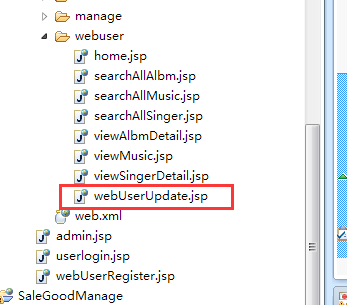 manage
webuser
home.jsp
searchAllAlbm.jsp
searchAllMusic.jsp
searchAllSinger.jsp
viewAlbmDetail.jsp
viewMusic.jsp
viewSingerDetail.jsp
webUserUpdate.jsp
web.xml
admin.jsp
userlogin.jsp
webUserRegister.jsp
SaleGoodManage